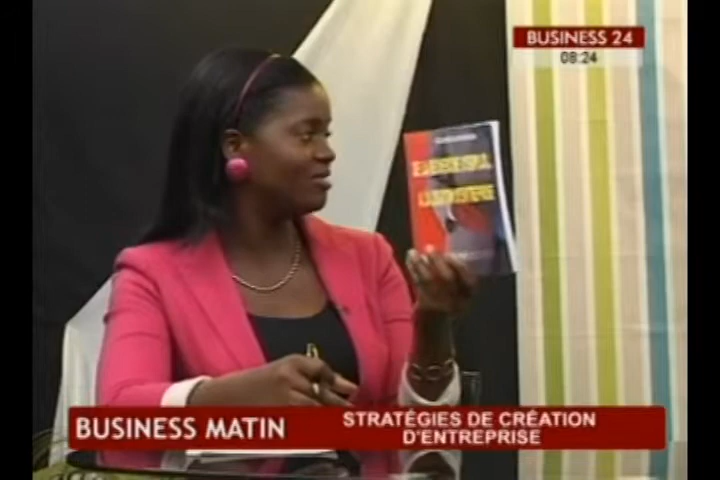 BUSINESS 24
08:24
BUSINESS MATIN
STRATÉGIES DE CRÉATION
D'ENTREPRISE